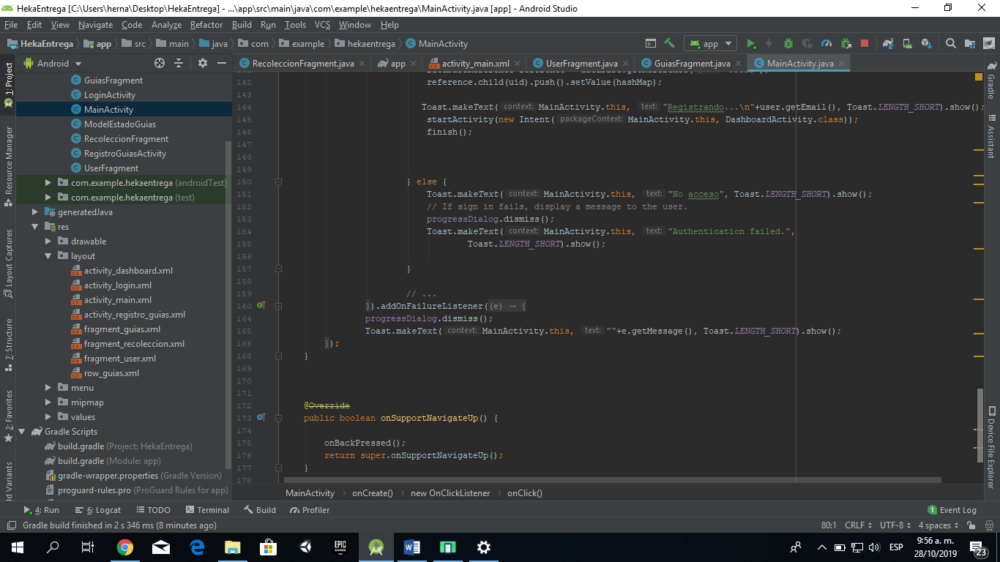 HekaEntrega [C:\Users\herna\Desktop\HekaEntrega] - ...\app\src\main\java\com\example\hekaentrega\MainActivity.java [app] - Android Studio
File Edit View Navigate Code Analyze Refactor Build Run Tools VCS Window Help
HekaEntrega app src main java com example hekaentrega MainActivity app
Android
RecoleccionFragment.java app activity_main.xml UserFragment.java GuiasFragment.java MainActivity.java
1: Project
Resource Manager
Layout Captures
7: Structure
2: Favorites
ld Variants
GuiasFragment
LoginActivity
MainActivity
ModelEstadoGuias
RecoleccionFragment
RegistroGuiasActivity
UserFragment
com.example.hekaentrega (androidTest)
com.example.hekaentrega (test)
generatedJava
res
drawable
layout
activity_dashboard.xml
activity_login.xml
activity_main.xml
activity_registro_guias.xml
fragment_guias.xml
fragment_recoleccion.xml
fragment_user.xml
row_guias.xml
menu
mipmap
values
Gradle Scripts
build.gradle (Project: HekaEntrega)
build.gradle (Module: app)
gradle-wrapper.properties (Gradle Version)
proguard-rules.pro (ProGuard Rules for app)
142 reference.child(uid).push().setValue(hashMap);
143
144 Toast.makeText( context: MainActivity.this, text: "Registrando...\n"+user.getEmail(), Toast.LENGTH_SHORT).show();
145 startActivity(new Intent( packageContext: MainActivity.this, DashboardActivity.class));
146 finish();
147
148
149
150 } else {
151 Toast.makeText( context: MainActivity.this, text: "No acceso", Toast.LENGTH_SHORT).show();
152 // If sign in fails, display a message to the user.
153 progressDialog.dismiss();
154 Toast.makeText( context: MainActivity.this, text: "Authentication failed.",
155 Toast.LENGTH_SHORT).show();
156
157 }
158
159 // ...
160 }).addOnFailureListener((e) → {
164 progressDialog.dismiss();
165 Toast.makeText( context: MainActivity.this, text: ""+e.getMessage(), Toast.LENGTH_SHORT).show();
166 });
168 }
169
170
171
172 @Override
173 public boolean onSupportNavigateUp() {
174
175 onBackPressed();
176 return super.onSupportNavigateUp();
177 }
178
Gradle
Assistant
Device File Explorer
MainActivity onCreate() new OnClickListener onClick()
4: Run 6: Logcat TODO Terminal Build Profiler 1 Event Log
Gradle build finished in 2 s 346 ms (8 minutes ago) 80:1 CRLF UTF-8 4 spaces
EPIC GAMES
ESP
9:56 a. m.
28/10/2019
23